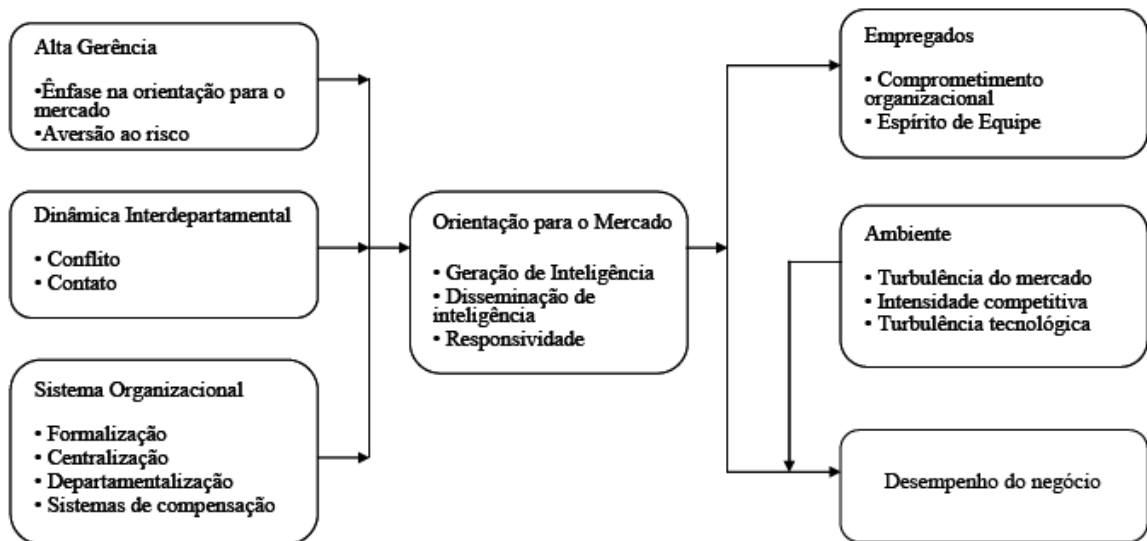 Alta Gerência
•Ênfase na orientação para o
mercado
•Aversão ao risco
Dinâmica Interdepartamental
• Conflito
• Contato
Sistema Organizacional
• Formalização
• Centralização
• Departamentalização
• Sistemas de compensação
Orientação para o Mercado
• Geração de Inteligência
• Disseminação de
inteligência
• Responsividade
Empregados
• Comprometimento
organizacional
• Espírito de Equipe
Ambiente
• Turbulência do mercado
• Intensidade competitiva
• Turbulência tecnológica
Desempenho do negócio